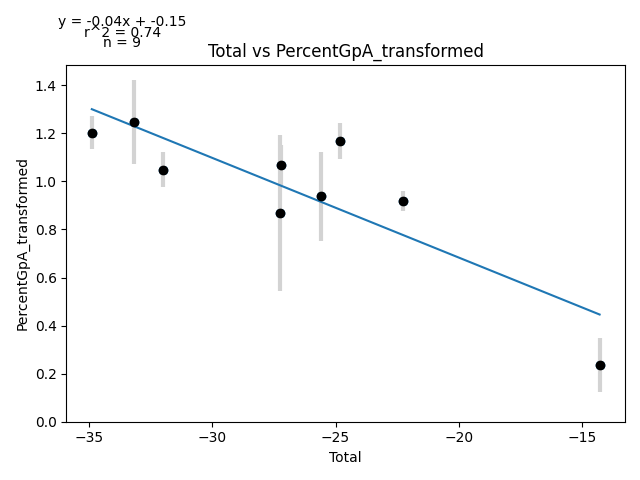 y = -0.04x + -0.15
r^2 = 0.74
n = 9
Total vs PercentGpA_transformed
PercentGpA_transformed
1.4
1.2
1.0
0.8
0.6
0.4
0.2
0.0
−35
−30
−25
−20
−15
Total